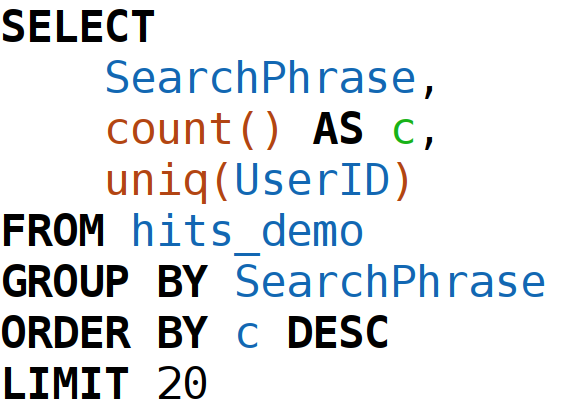 SELECT
    SearchPhrase,
    count() AS c,
    uniq(UserID)
FROM hits_demo
GROUP BY SearchPhrase
ORDER BY c DESC
LIMIT 20